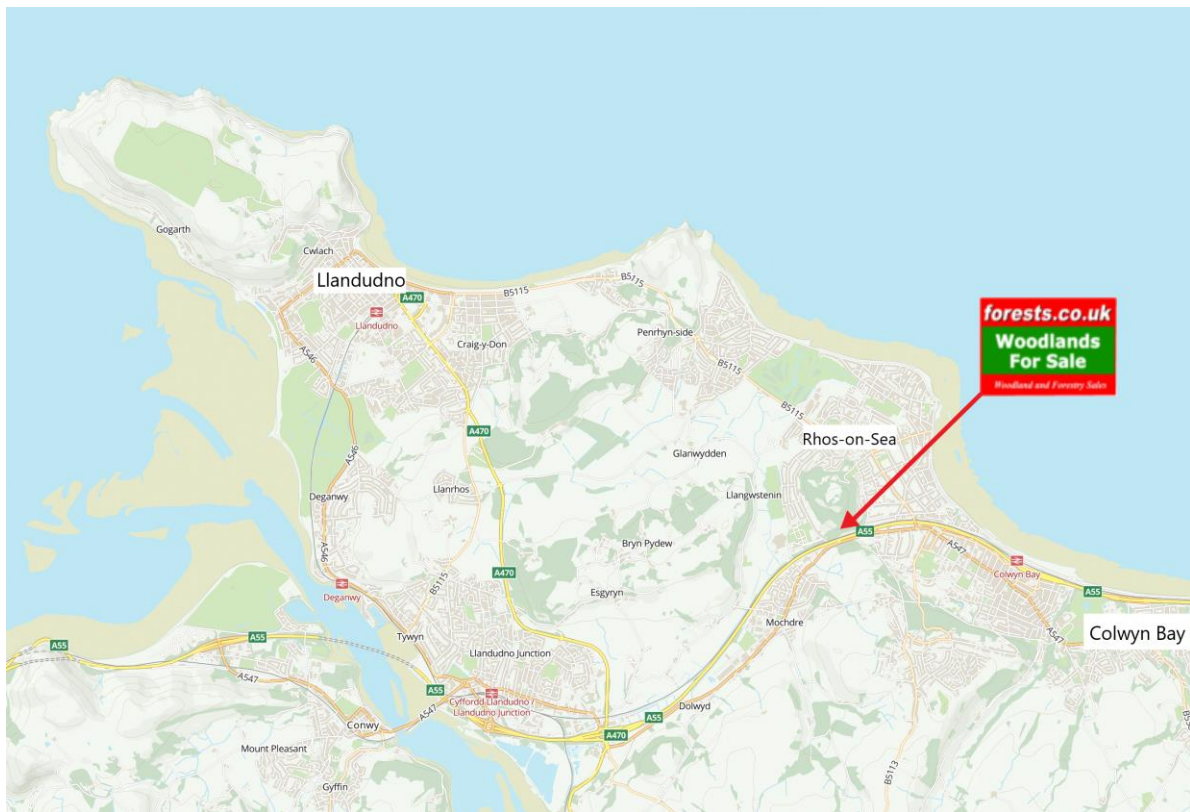 Gogarth
Cwlach
Llandudno
A470
Llandudno
B5115
B5115
Penrhyn-side
Craig-y-Don
A546
B5115
forests.co.uk
Woodlands
For Sale
Woodland and Forestry Sales
B5115
A470
A546
Rhos-on-Sea
Glanwydden
Deganwy
Llanrhos
Llangwstenin
A55
Bryn Pydew
A546
A547
A470
Colwyn Bay
Deganwy
B5115
Esgyryn
A55
Mochdre
A55
A55
Tywyn
A547
Colwyn Bay
Llandudno Junction
A547
A55
Cyffordd Llandudno /
Llandudno Junction
Dolwyd
A547
A55
Conwy
A470
Mount Pleasant
Gyffin
B5113